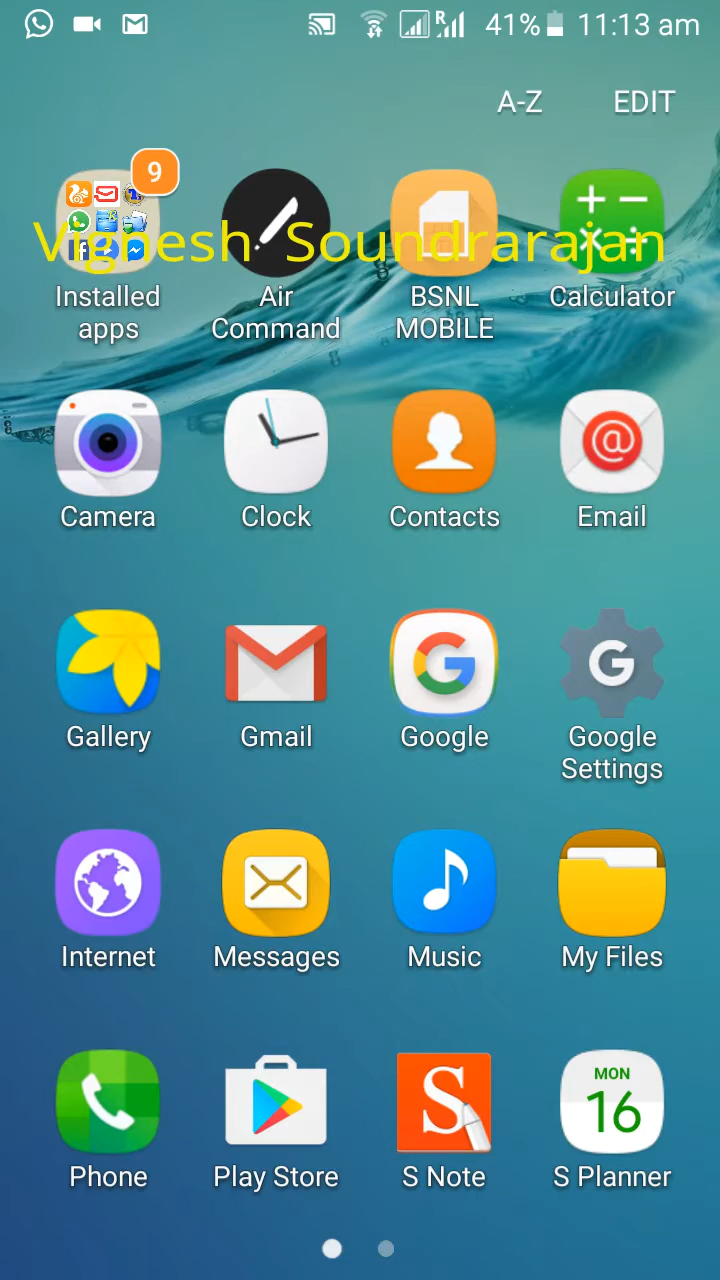 R 41% 11:13 am
A-Z EDIT
9
Vignesh Soundrarajan
Installed apps
Air Command
BSNL MOBILE
Calculator
Camera
Clock
Contacts
Email
Gallery
Gmail
Google
Google Settings
Internet
Messages
Music
My Files
MON
16
Phone
Play Store
S Note
S Planner